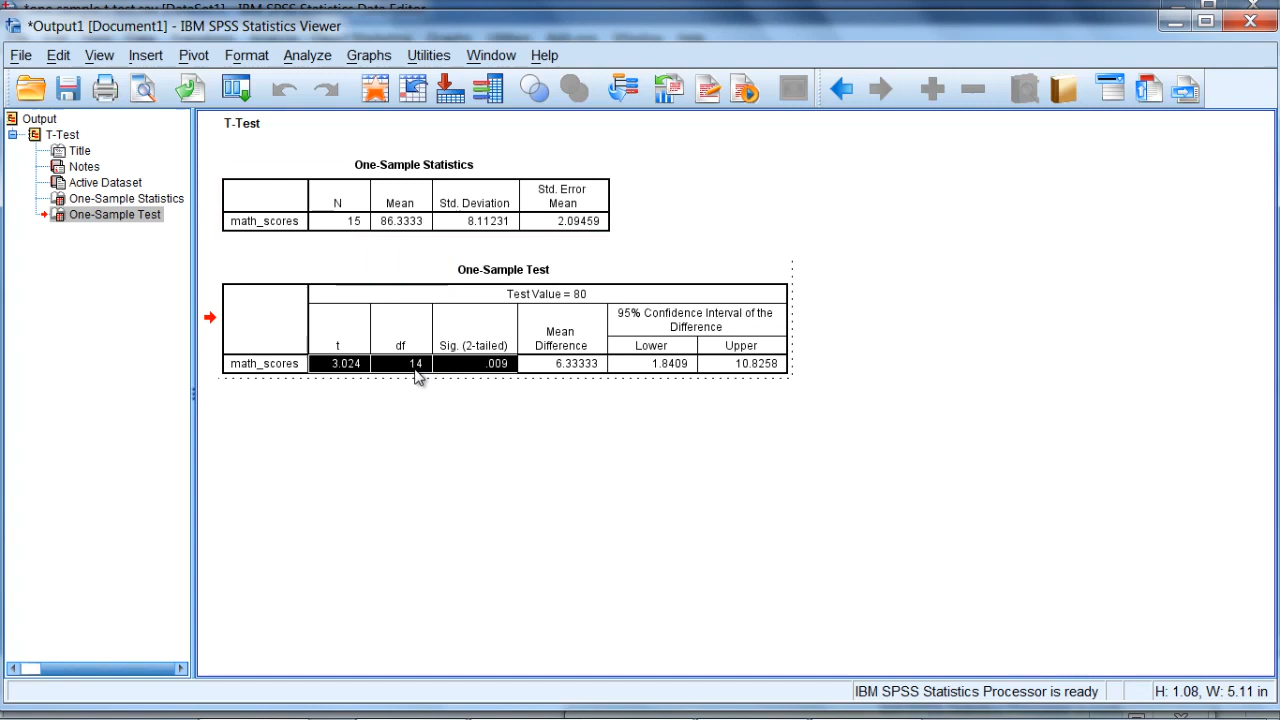 *Output1 [Document1] - IBM SPSS Statistics Viewer
File Edit View Insert Pivot Format Analyze Graphs Utilities Window Help
Output
T-Test
Title
Notes
Active Dataset
One-Sample Statistics
One-Sample Test
T-Test
One-Sample Statistics
N Mean Std. Deviation Std. Error Mean
math_scores 15 86.3333 8.11231 2.09459
One-Sample Test
Test Value = 80
t df Sig. (2-tailed) Mean Difference 95% Confidence Interval of the Difference
Lower Upper
math_scores 3.024 14 .009 6.33333 1.8409 10.8258
IBM SPSS Statistics Processor is ready H: 1.08, W: 5.11 in